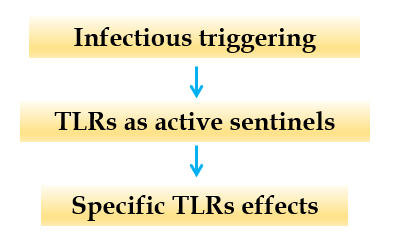 Infectious triggering
TLRs as active sentinels
Specific TLRs effects